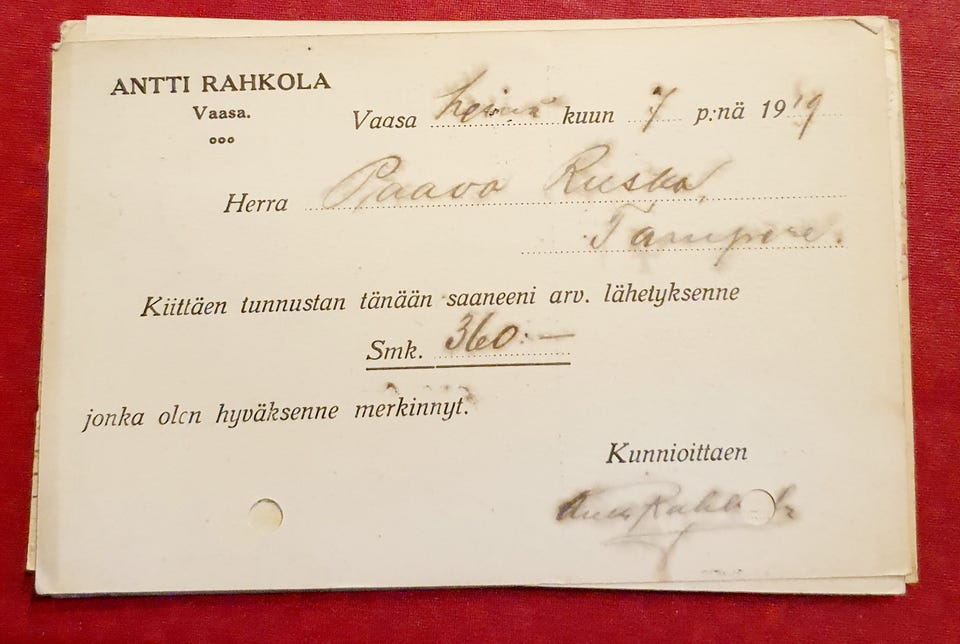 ANTTI RAHKOLA
Vaasa.
Vaasa heinä kuun 7 p:nä 1919
Herra Paavo Ruska,
Tampere.
Kiittäen tunnustan tänään saaneeni arv. lähetyksenne
Smk. 360:—
jonka olen hyväksenne merkinnyt.
Kunnioittaen